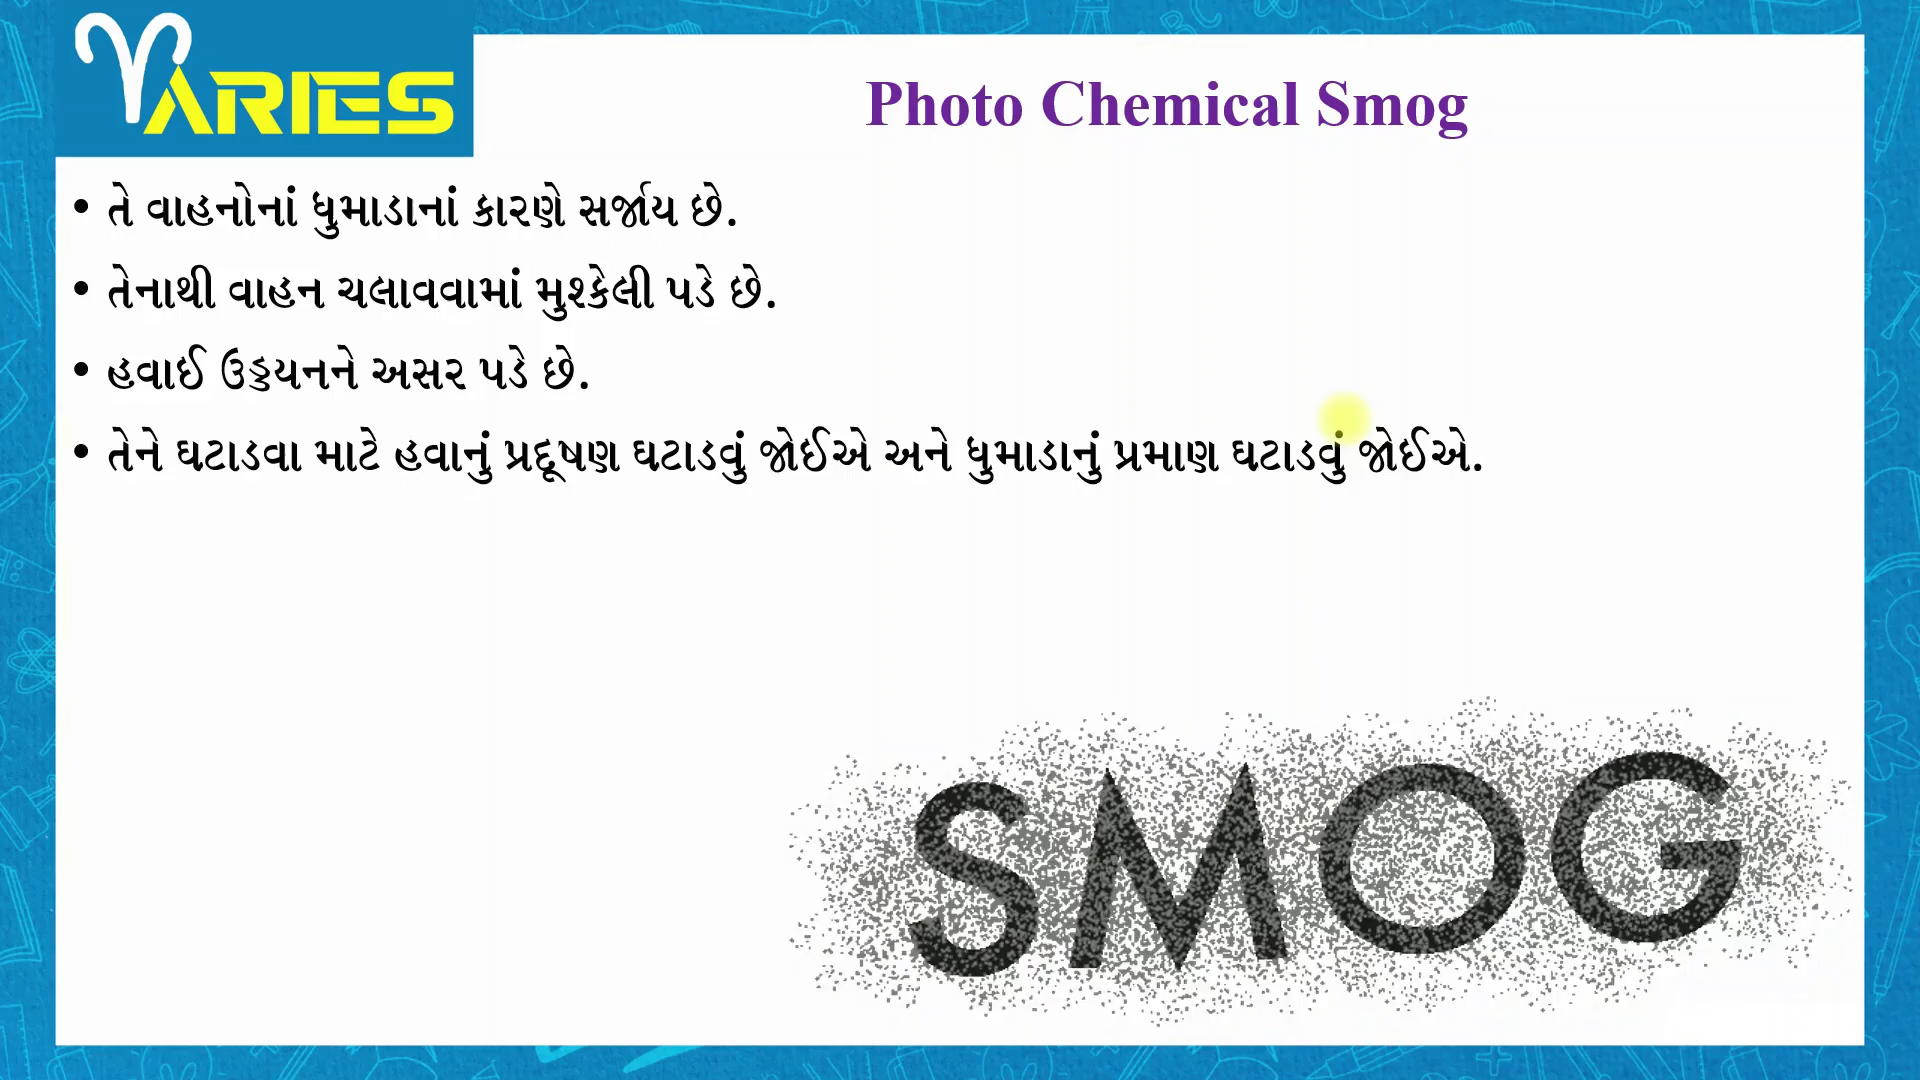 ARIES
Photo Chemical Smog
• તે વાહનોનાં ધુમાડાનાં કારણે સર્જાય છે.
• તેનાથી વાહન ચલાવવામાં મુશ્કેલી પડે છે.
• હવાઈ ઉડ્ડયનને અસર પડે છે.
• તેને ઘટાડવા માટે હવાનું પ્રદૂષણ ઘટાડવું જોઈએ અને ધુમાડાનું પ્રમાણ ઘટાડવું જોઈએ.
SMOG